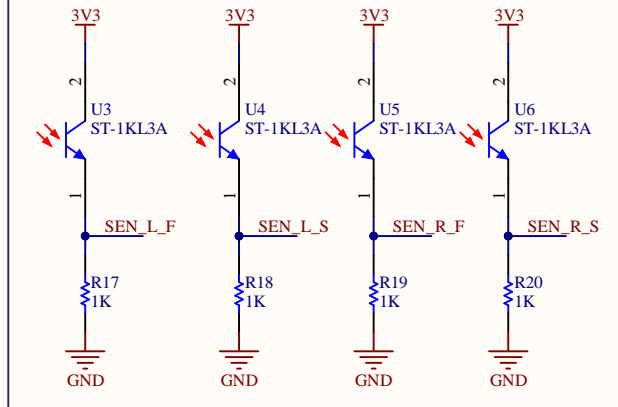 3V3 3V3 3V3 3V3
2 2 2 2
U3 U4 U5 U6
ST-1KL3A ST-1KL3A ST-1KL3A ST-1KL3A
1 1 1 1
SEN_L_F SEN_L_S SEN_R_F SEN_R_S
R17 R18 R19 R20
1K 1K 1K 1K
GND GND GND GND